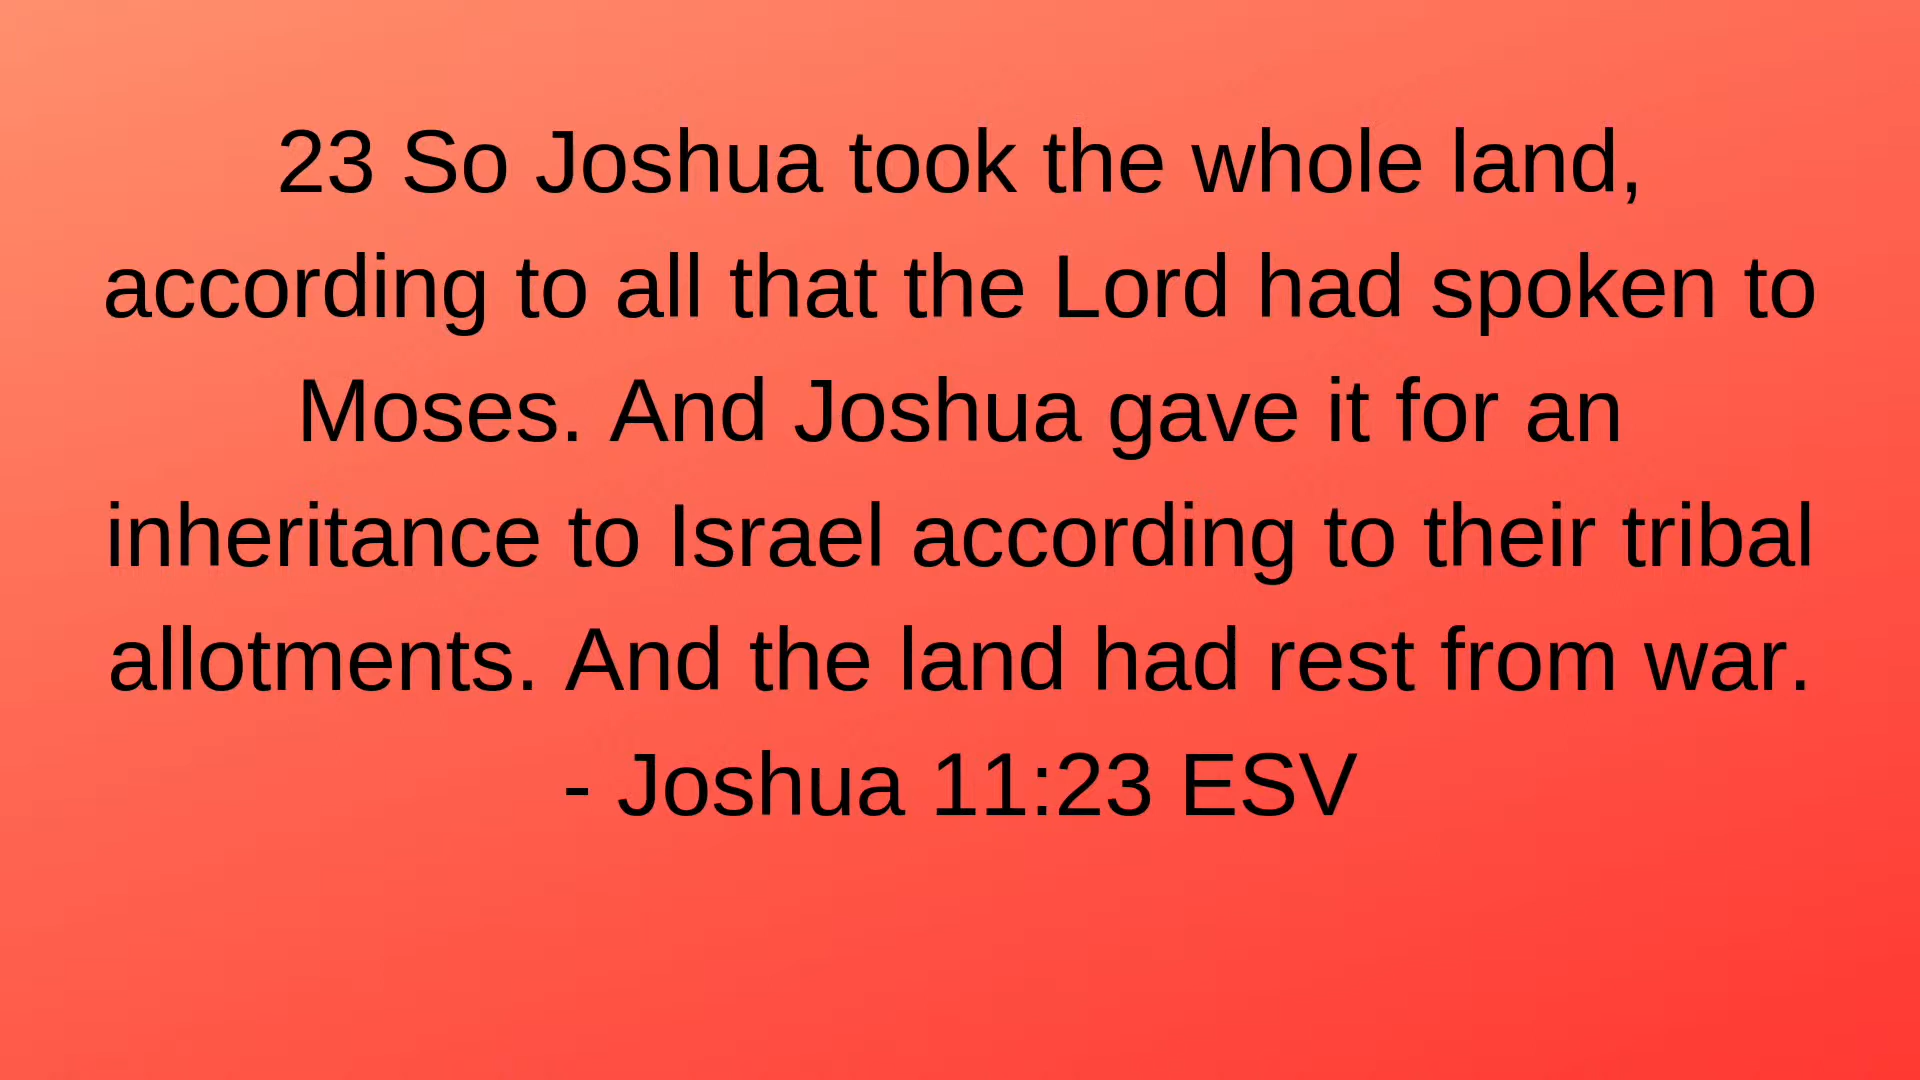 23 So Joshua took the whole land,
according to all that the Lord had spoken to
Moses. And Joshua gave it for an
inheritance to Israel according to their tribal
allotments. And the land had rest from war.
- Joshua 11:23 ESV